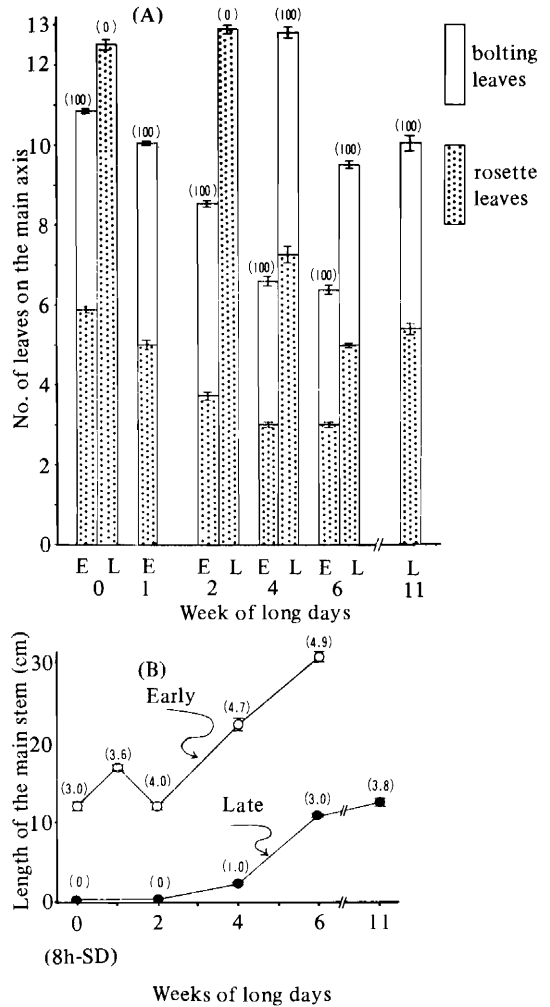 (A)
13
12
10
8
6
4
2
0
No. of leaves on the main axis
(100)
(0)
(100)
(100)
(0)
(100)
(100)
(100)
(100)
(100)
bolting
leaves
rosette
leaves
E L E E L E L E L L
0 1 2 4 6 11
Week of long days
(B)
30
20
10
0
Length of the main stem (cm)
Early
Late
(3.0)
(3.6)
(4.0)
(4.7)
(4.9)
(0)
(0)
(1.0)
(3.0)
(3.8)
0 2 4 6 11
(8h-SD)
Weeks of long days